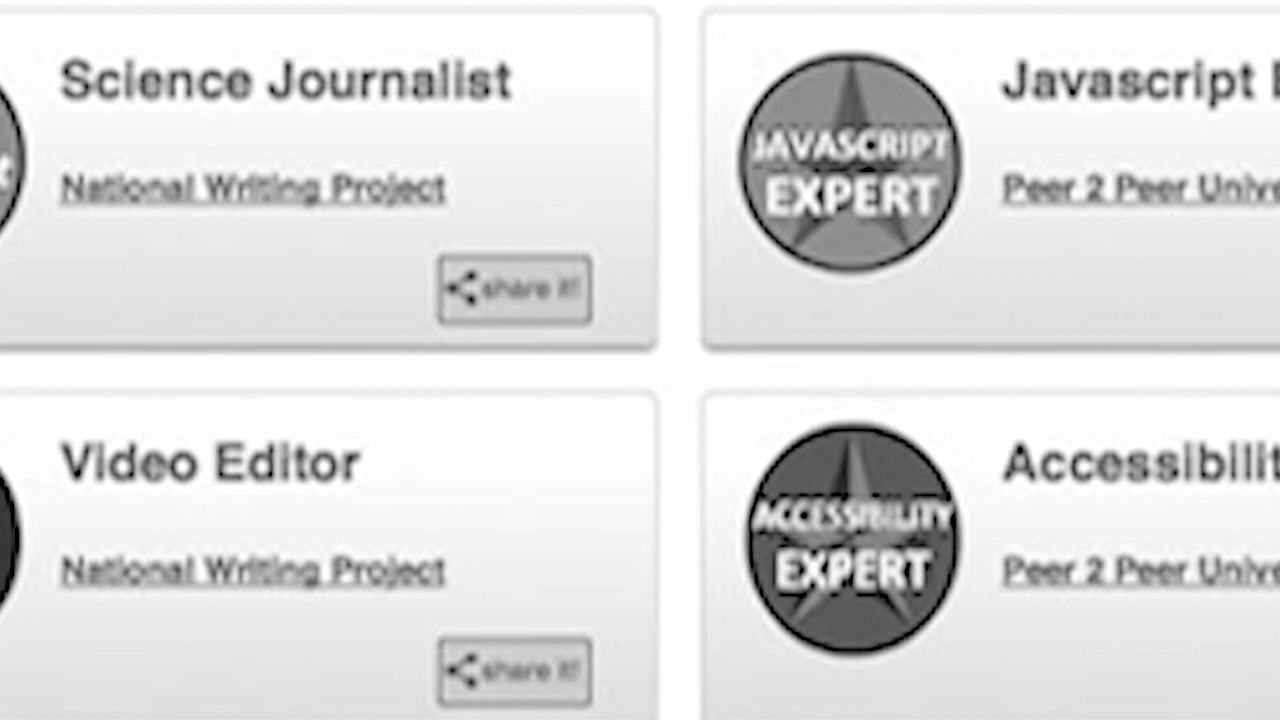 Science Journalist
National Writing Project
share it!
JAVASCRIPT
EXPERT
Javascript
Peer 2 Peer
Video Editor
National Writing Project
share it!
ACCESSIBILITY
EXPERT
Peer 2 Peer